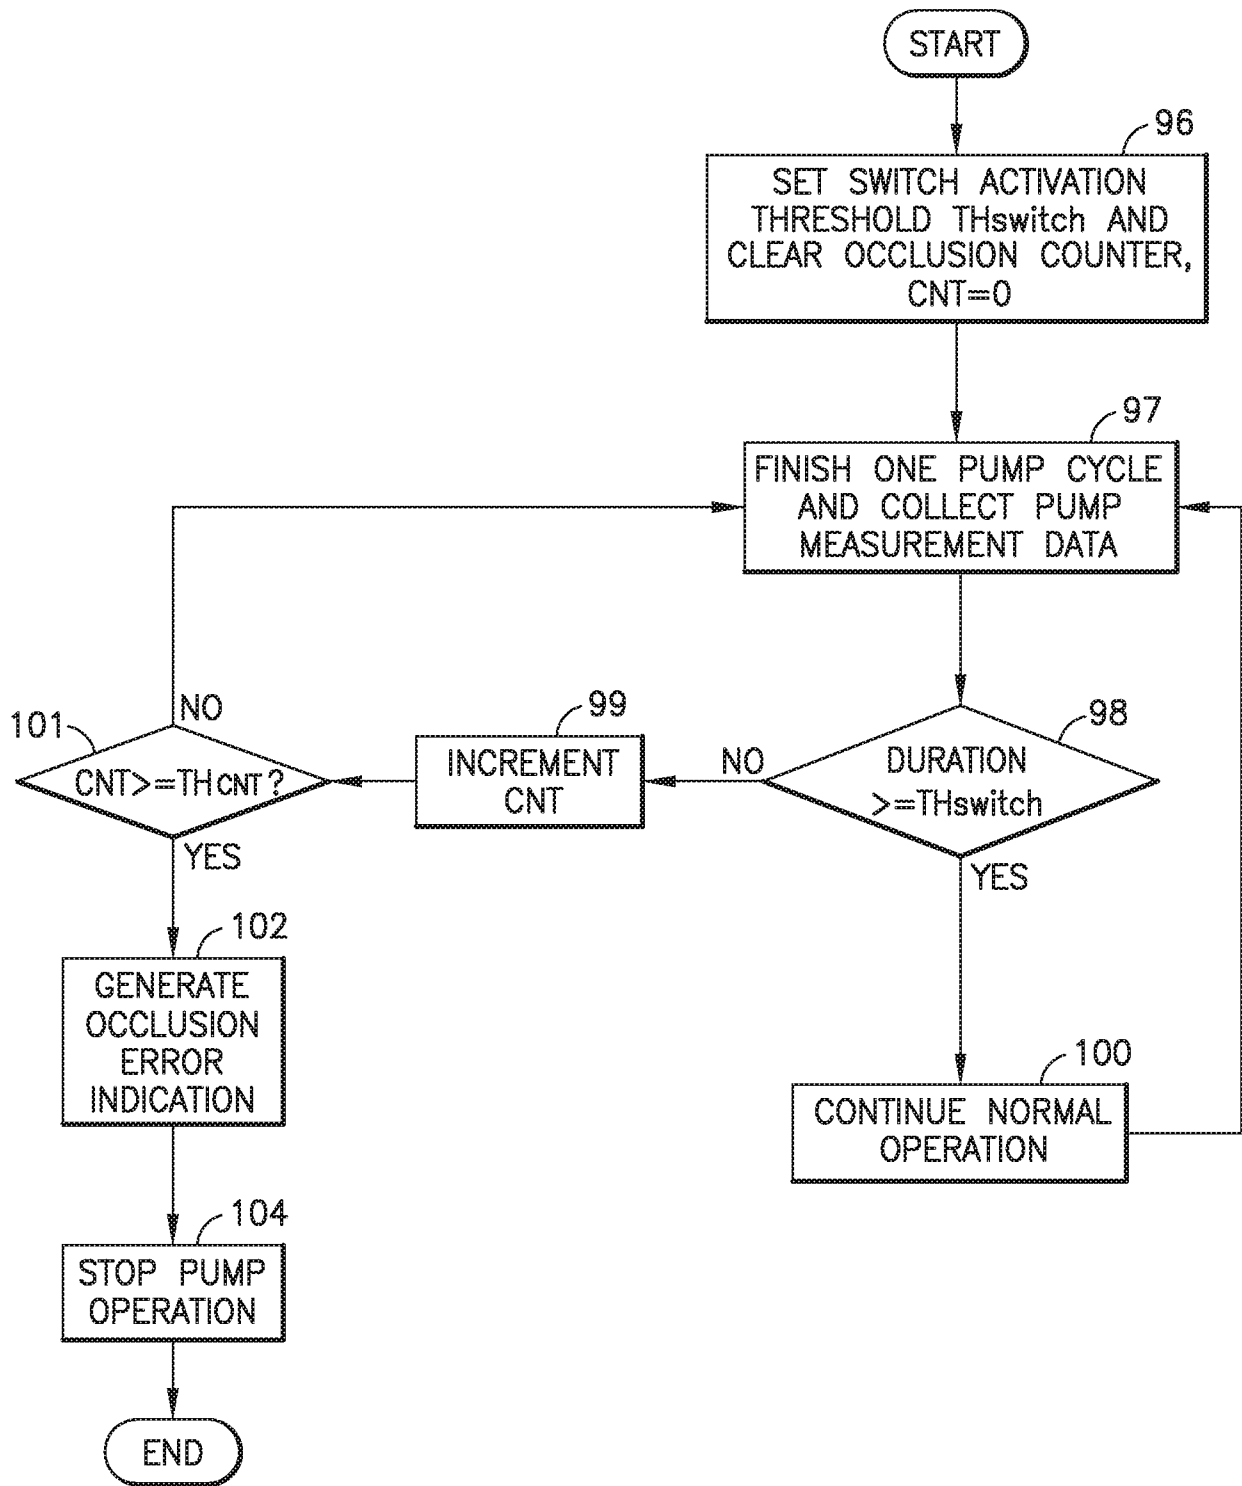 START
96
SET SWITCH ACTIVATION
THRESHOLD THswitch AND
CLEAR OCCLUSION COUNTER,
CNT=0
97
FINISH ONE PUMP CYCLE
AND COLLECT PUMP
MEASUREMENT DATA
98
DURATION
>=THswitch
NO
YES
99
INCREMENT
CNT
101
CNT>=THCNT?
NO
YES
102
GENERATE
OCCLUSION
ERROR
INDICATION
100
CONTINUE NORMAL
OPERATION
104
STOP PUMP
OPERATION
END